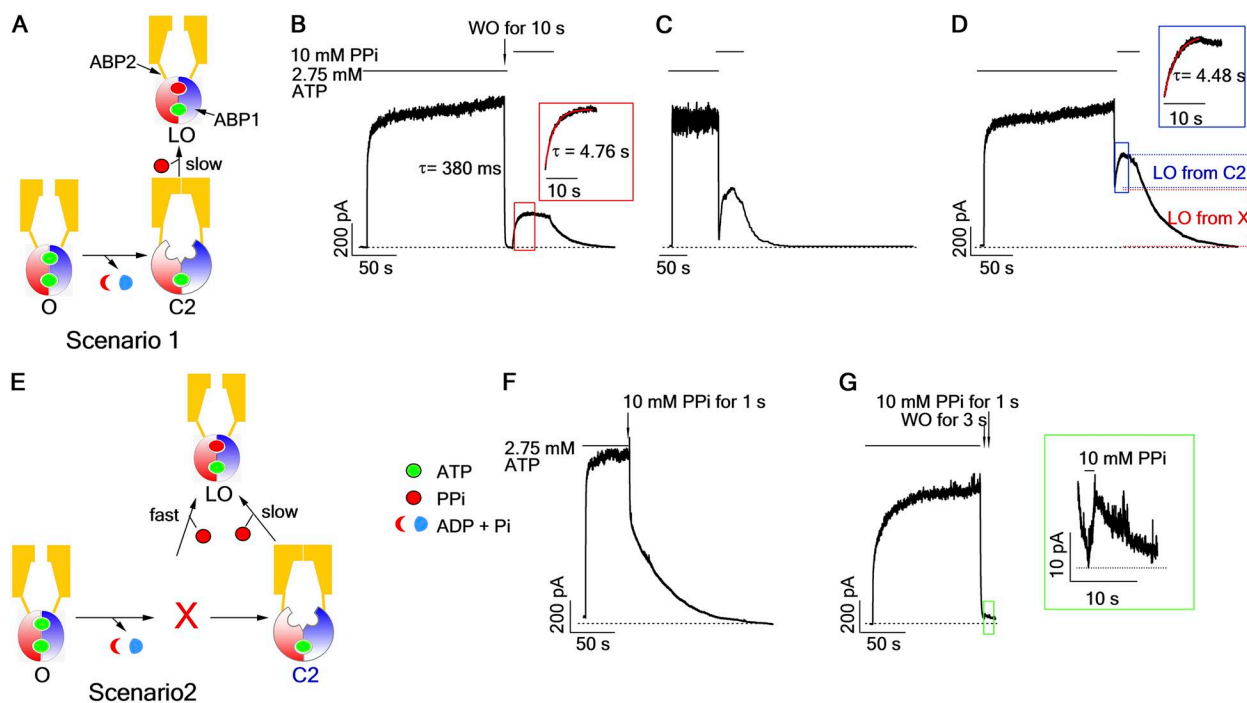 A
ABP2
ABP1
LO
slow
O
C2
Scenario 1
B
WO for 10 s
10 mM PPi
2.75 mM
ATP
τ= 380 ms
τ = 4.76 s
10 s
200 pA
50 s
C
50 s
D
τ= 4.48 s
10 s
LO from C2
LO from X
200 pA
50 s
E
LO
fast
slow
X
O
C2
Scenario2
ATP
PPi
ADP + Pi
F
10 mM PPi for 1 s
2.75 mM
ATP
200 pA
50 s
G
10 mM PPi for 1 s
WO for 3 s
200 pA
50 s
10 mM PPi
10 pA
10 s